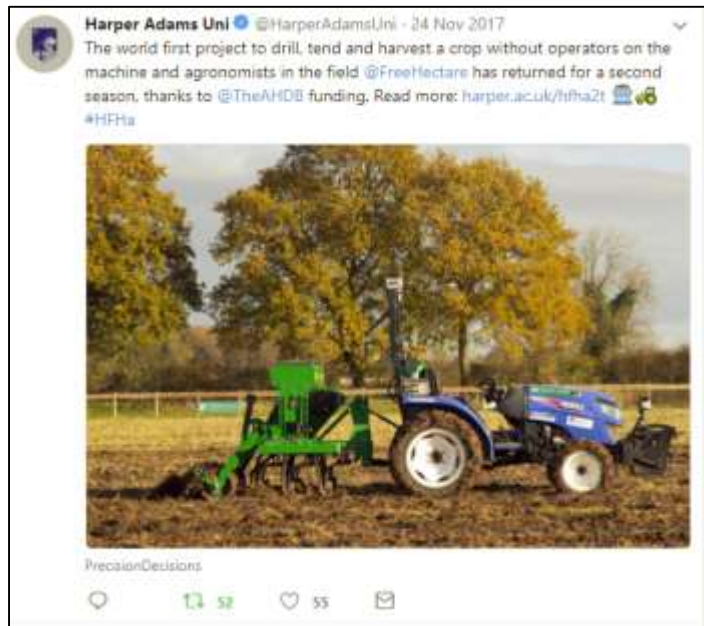 Harper Adams Uni @HarperAdamsUni · 24 Nov 2017
The world first project to drill, tend and harvest a crop without operators on the
machine and agronomists in the field @FreeHectare has returned for a second
season, thanks to @TheAHDB funding. Read more: harper.ac.uk/hfha2t
#HFHa
PrecisionDecisions
52
55